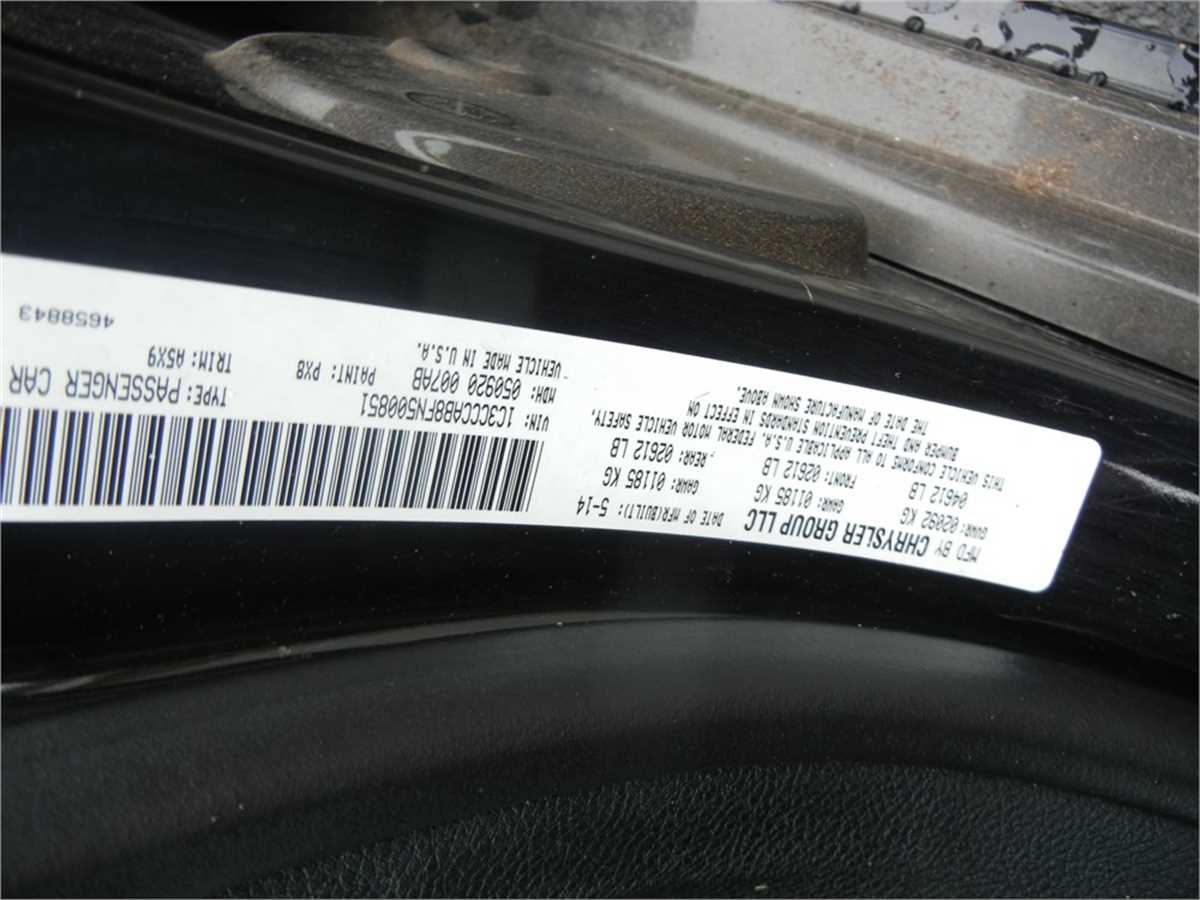 MFD BY CHRYSLER GROUP LLC
DATE OF MFR(BUILT): 5-14
GVWR: 02092 KG
04612 LB
GAWR: 01185 KG
FRONT: 02612 LB
GAWR: 01185 KG
REAR: 02612 LB
THIS VEHICLE CONFORMS TO ALL APPLICABLE U.S.A. FEDERAL MOTOR VEHICLE SAFETY,
BUMPER AND THEFT PREVENTION STANDARDS IN EFFECT ON
THE DATE OF MANUFACTURE SHOWN ABOVE.
VIN: 1C3CCCAB8FN500851
TYPE: PASSENGER CAR
MDH: 050920 007AB
PAINT: PX8
TRIM: A5X9
VEHICLE MADE IN U.S.A.
4658843